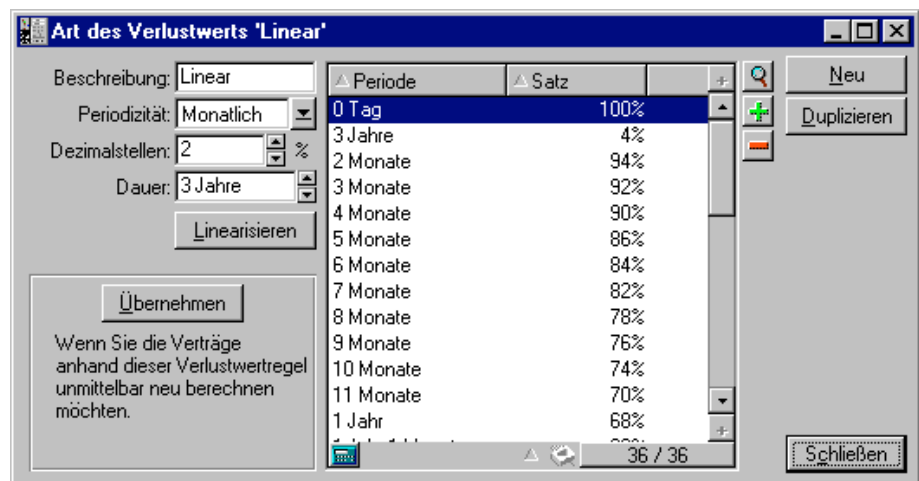 Art des Verlustwerts 'Linear'
Beschreibung: Linear
Periodizität: Monatlich
Dezimalstellen: 2 %
Dauer: 3 Jahre
Linearisieren
Übernehmen
Wenn Sie die Verträge
anhand dieser Verlustwertregel
unmittelbar neu berechnen
möchten.
Periode Satz
0 Tag 100%
3 Jahre 4%
2 Monate 94%
3 Monate 92%
4 Monate 90%
5 Monate 86%
6 Monate 84%
7 Monate 82%
8 Monate 78%
9 Monate 76%
10 Monate 74%
11 Monate 70%
1 Jahr 68%
36 / 36
Neu
Duplizieren
Schließen